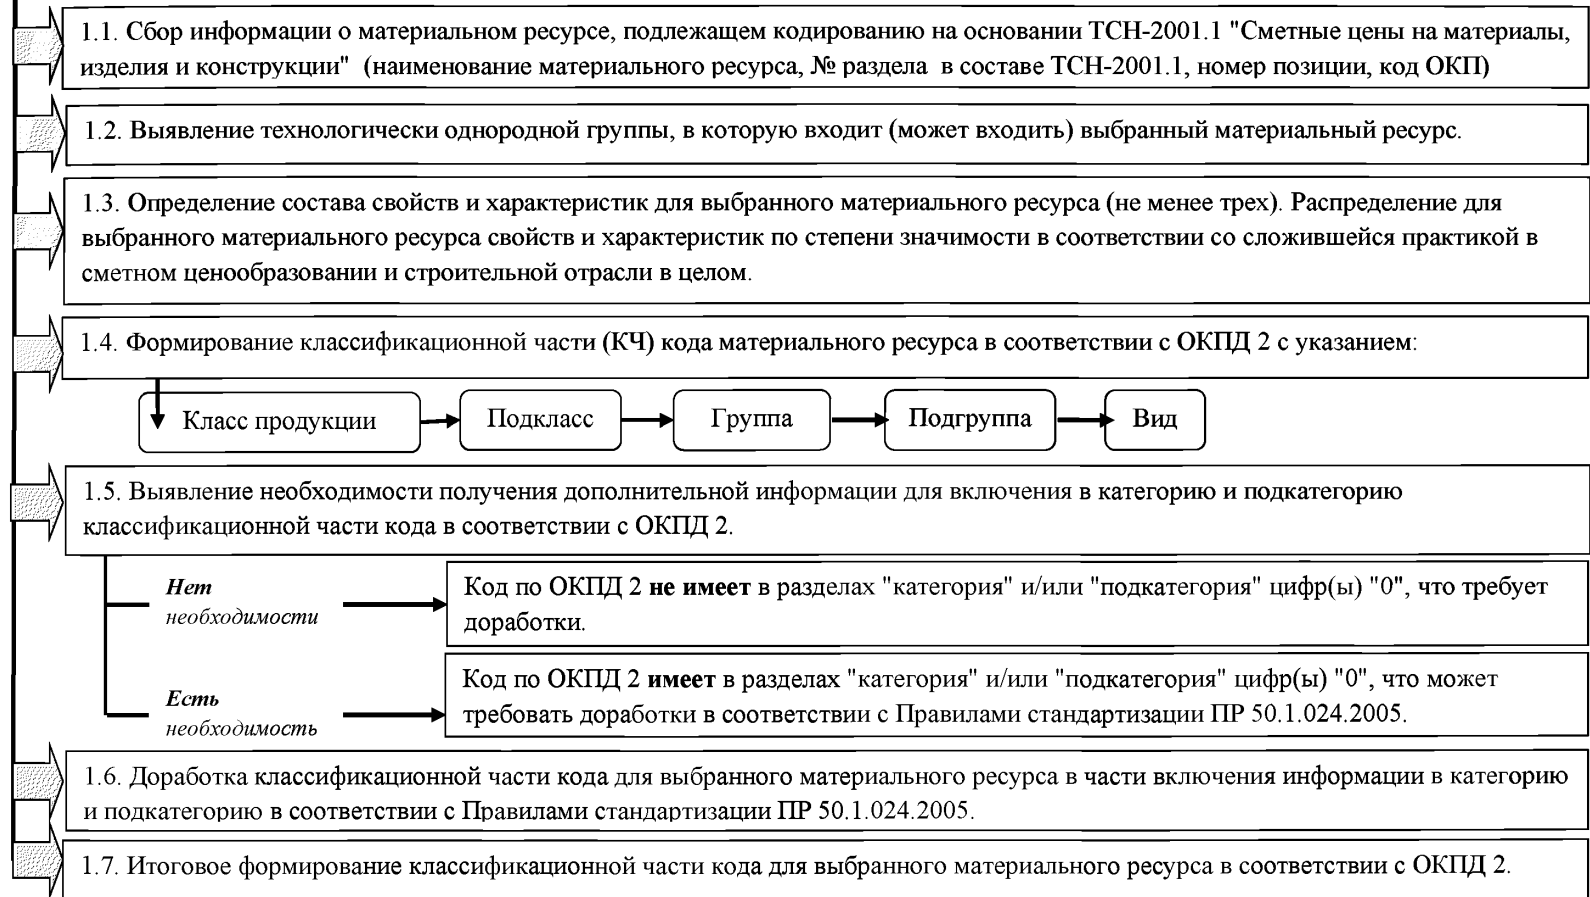 1.1. Сбор информации о материальном ресурсе, подлежащем кодированию на основании ТСН-2001.1 "Сметные цены на материалы,
изделия и конструкции" (наименование материального ресурса, № раздела в составе ТСН-2001.1, номер позиции, код ОКП)
1.2. Выявление технологически однородной группы, в которую входит (может входить) выбранный материальный ресурс.
1.3. Определение состава свойств и характеристик для выбранного материального ресурса (не менее трех). Распределение для
выбранного материального ресурса свойств и характеристик по степени значимости в соответствии со сложившейся практикой в
сметном ценообразовании и строительной отрасли в целом.
1.4. Формирование классификационной части (КЧ) кода материального ресурса в соответствии с ОКПД 2 с указанием:
Класс продукции
Подкласс
Группа
Подгруппа
Вид
1.5. Выявление необходимости получения дополнительной информации для включения в категорию и подкатегорию
классификационной части кода в соответствии с ОКПД 2.
Нет
необходимости
Код по ОКПД 2 не имеет в разделах "категория" и/или "подкатегория" цифр(ы) "0", что требует
доработки.
Есть
необходимость
Код по ОКПД 2 имеет в разделах "категория" и/или "подкатегория" цифр(ы) "0", что может
требовать доработки в соответствии с Правилами стандартизации ПР 50.1.024.2005.
1.6. Доработка классификационной части кода для выбранного материального ресурса в части включения информации в категорию
и подкатегорию в соответствии с Правилами стандартизации ПР 50.1.024.2005.
1.7. Итоговое формирование классификационной части кода для выбранного материального ресурса в соответствии с ОКПД 2.